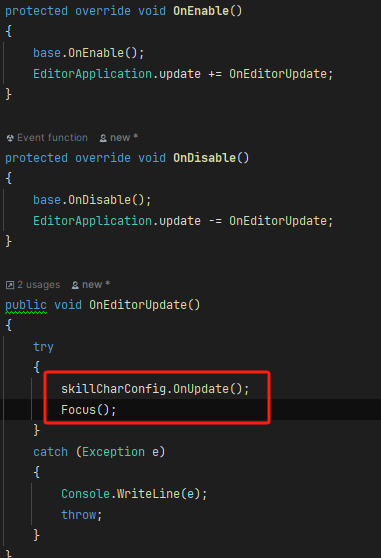 protected override void OnEnable()
{
base.OnEnable();
EditorApplication.update += OnEditorUpdate;
}
Event function new *
protected override void OnDisable()
{
base.OnDisable();
EditorApplication.update -= OnEditorUpdate;
}
2 usages new *
public void OnEditorUpdate()
{
try
{
skillCharConfig.OnUpdate();
Focus();
}
catch (Exception e)
{
Console.WriteLine(e);
throw;
}
}